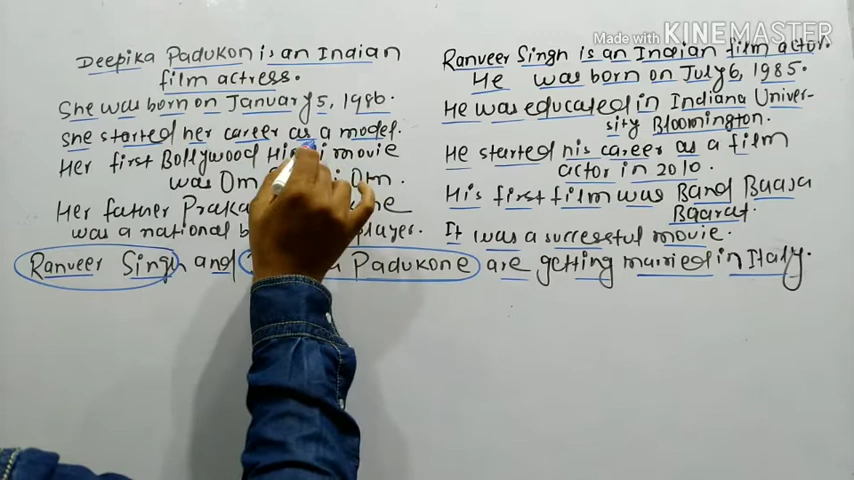 Made with KINEMASTER
Deepika Padukon is an Indian
film actress.
She was born on January 5, 1986.
she started her career as a model.
Her first Bollywood movie
was Om Om.
Her father
was a national player.
Ranveer Singh is an Indian film actor.
He was born on July 6, 1985.
He was educated in Indiana Univer-
sity Bloomington.
He started his career as a film
actor in 2010.
His first film was Band Baaja
Baarat.
It was a successful movie.
Ranveer Singh and Padukone are getting married in Italy.